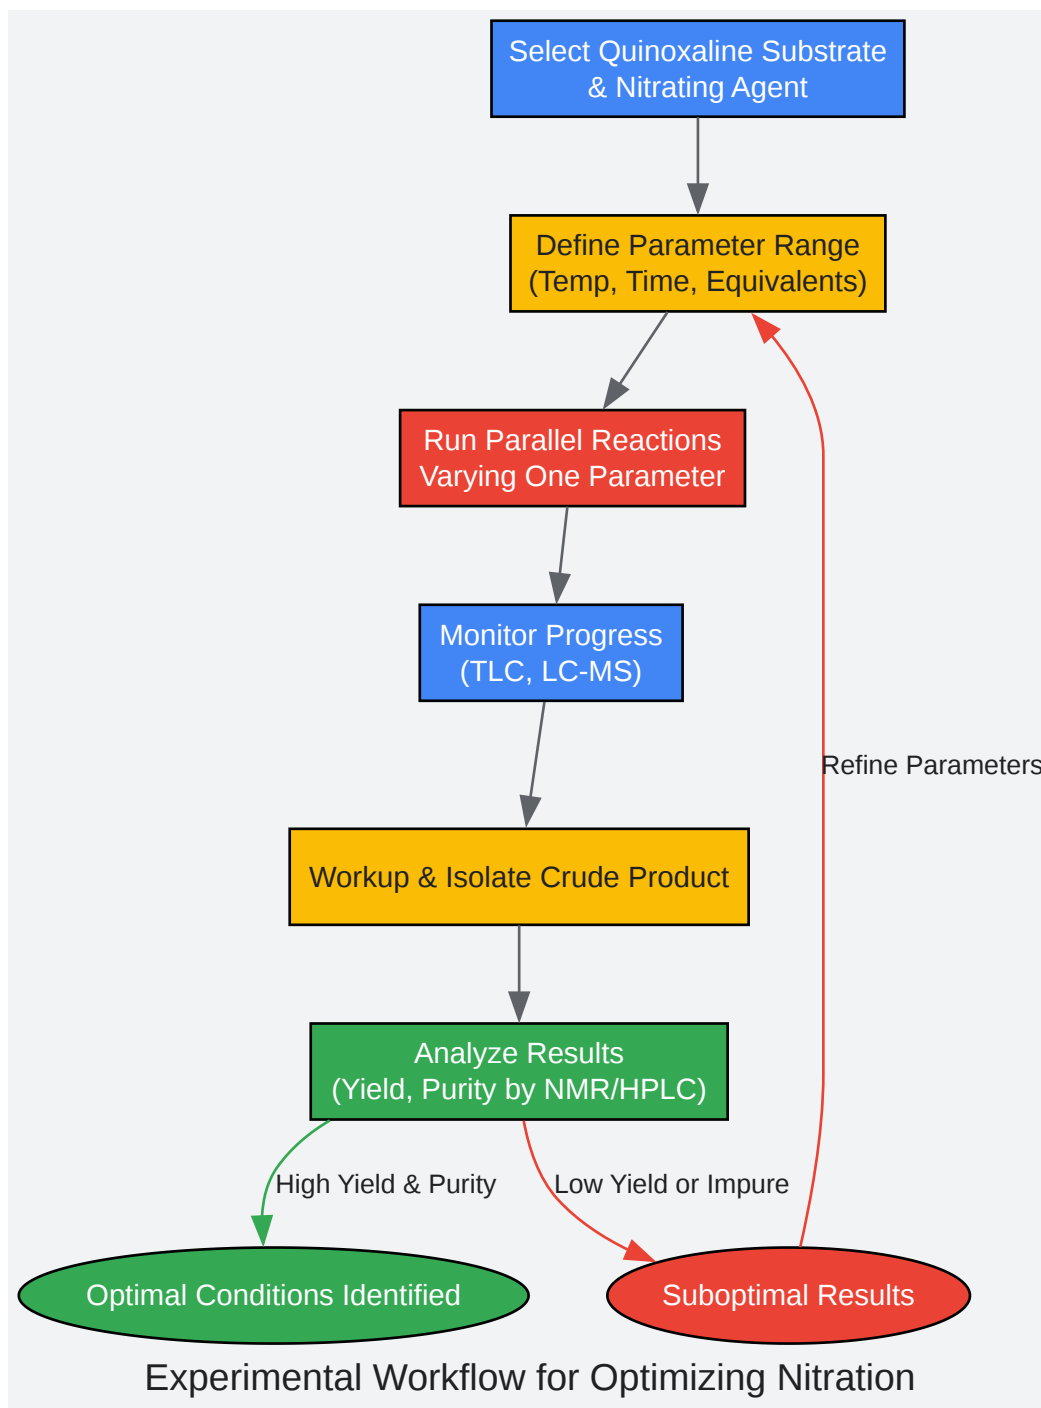 Select Quinoxaline Substrate
& Nitrating Agent
Define Parameter Range
(Temp, Time, Equivalents)
Run Parallel Reactions
Varying One Parameter
Monitor Progress
(TLC, LC-MS)
Refine Parameters
Workup & Isolate Crude Product
Analyze Results
(Yield, Purity by NMR/HPLC)
High Yield & Purity
Low Yield or Impure
Optimal Conditions Identified
Suboptimal Results
Experimental Workflow for Optimizing Nitration